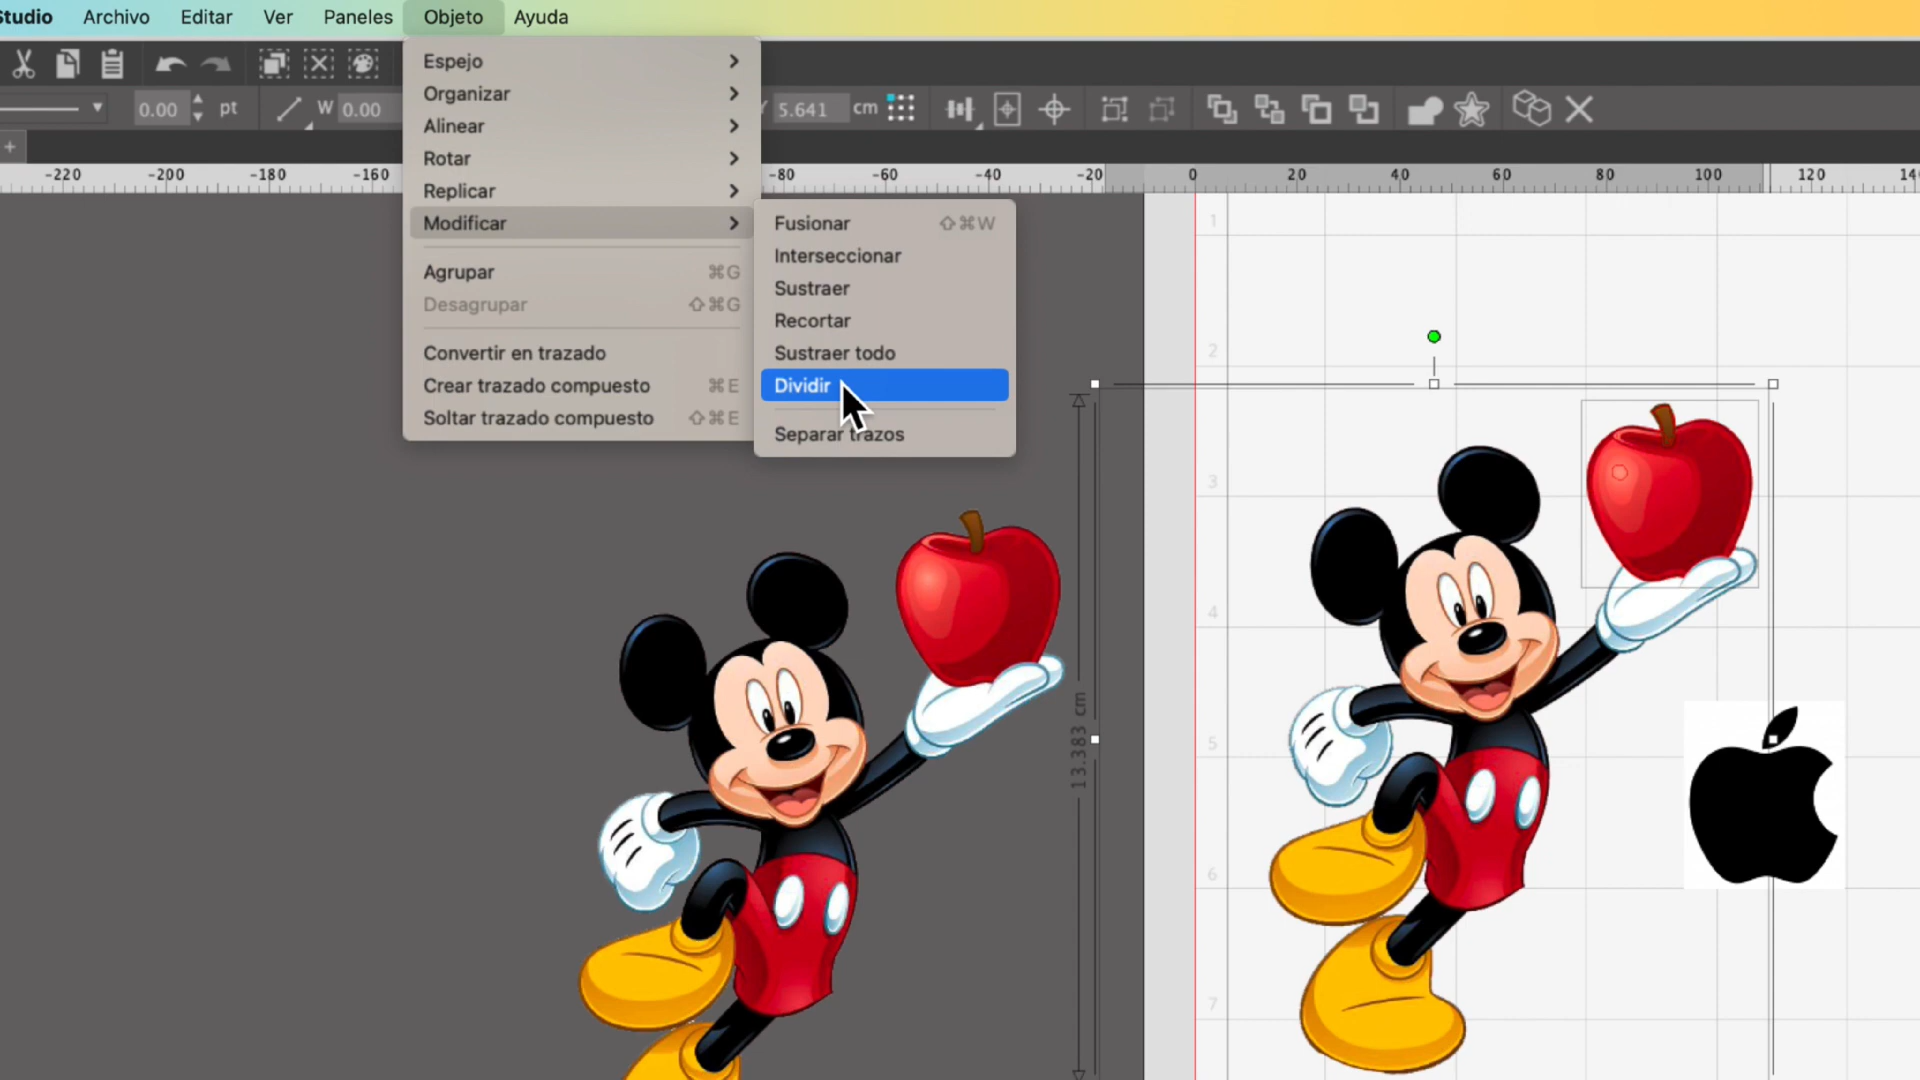 Studio Archivo Editar Ver Paneles Objeto Ayuda
0.00 pt W 0.00
5.641 cm
+
Espejo
Organizar
Alinear
Rotar
Replicar
Modificar
Agrupar ⌘G
Desagrupar ⇧⌘G
Convertir en trazado
Crear trazado compuesto ⌘E
Soltar trazado compuesto ⇧⌘E
Fusionar ⇧⌘W
Interseccionar
Sustraer
Recortar
Sustraer todo
Dividir
Separar trazos
-220 -200 -180 -160 -80 -60 -40 -20 0 20 40 60 80 100 120
1
2
3
4
5
6
7
13.383 cm